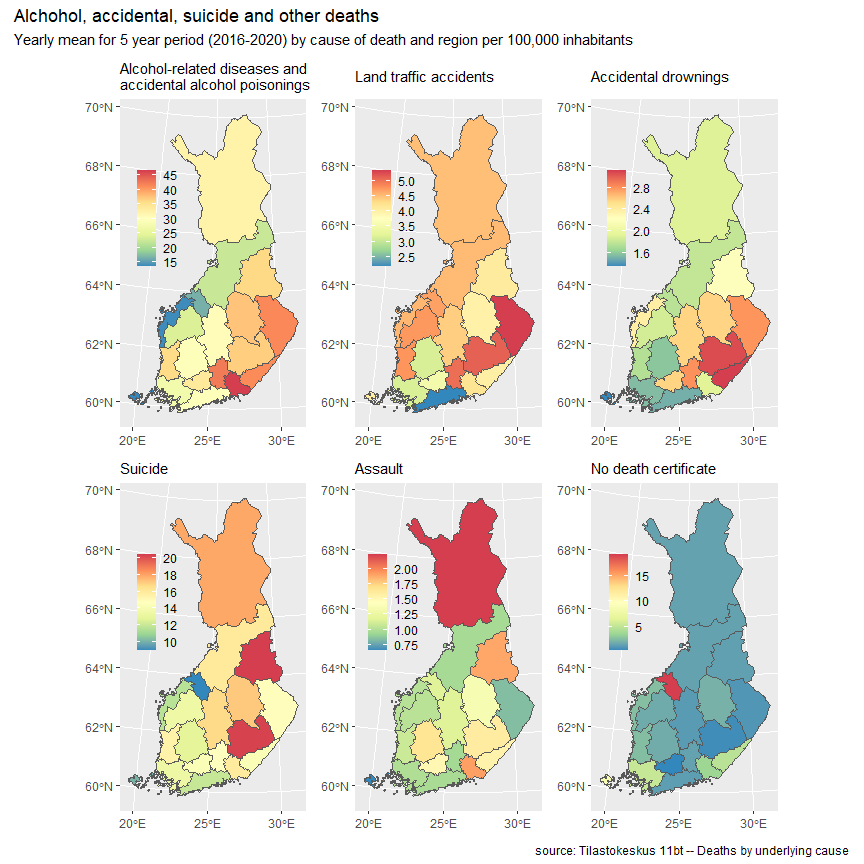 Alchohol, accidental, suicide and other deaths
Yearly mean for 5 year period (2016-2020) by cause of death and region per 100,000 inhabitants
Alcohol-related diseases and
accidental alcohol poisonings
70°N
68°N
66°N
64°N
62°N
60°N
45
40
35
30
25
20
15
20°E
25°E
30°E
Land traffic accidents
70°N
68°N
66°N
64°N
62°N
60°N
5.0
4.5
4.0
3.5
3.0
2.5
20°E
25°E
30°E
Accidental drownings
70°N
68°N
66°N
64°N
62°N
60°N
2.8
2.4
2.0
1.6
20°E
25°E
30°E
Suicide
70°N
68°N
66°N
64°N
62°N
60°N
20
18
16
14
12
10
20°E
25°E
30°E
Assault
70°N
68°N
66°N
64°N
62°N
60°N
2.00
1.75
1.50
1.25
1.00
0.75
20°E
25°E
30°E
No death certificate
70°N
68°N
66°N
64°N
62°N
60°N
15
10
5
20°E
25°E
30°E
source: Tilastokeskus 11bt -- Deaths by underlying cause